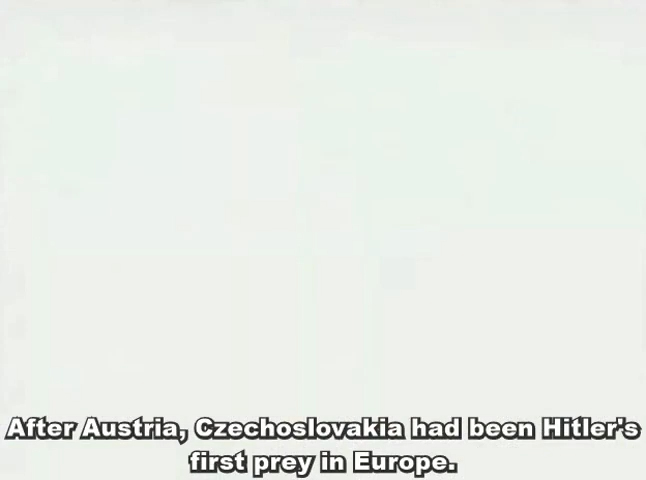 After Austria, Czechoslovakia had been Hitler's
first prey in Europe.